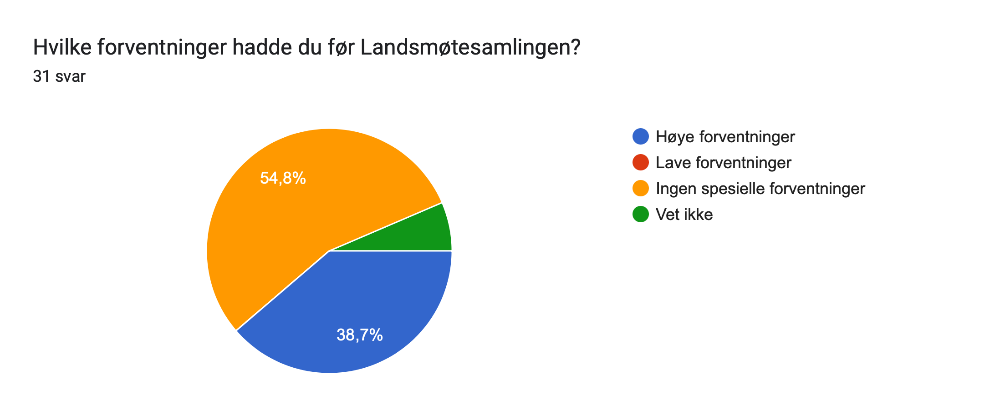 Hvilke forventninger hadde du før Landsmøtesamlingen?
31 svar
54,8%
38,7%
Høye forventninger
Lave forventninger
Ingen spesielle forventninger
Vet ikke